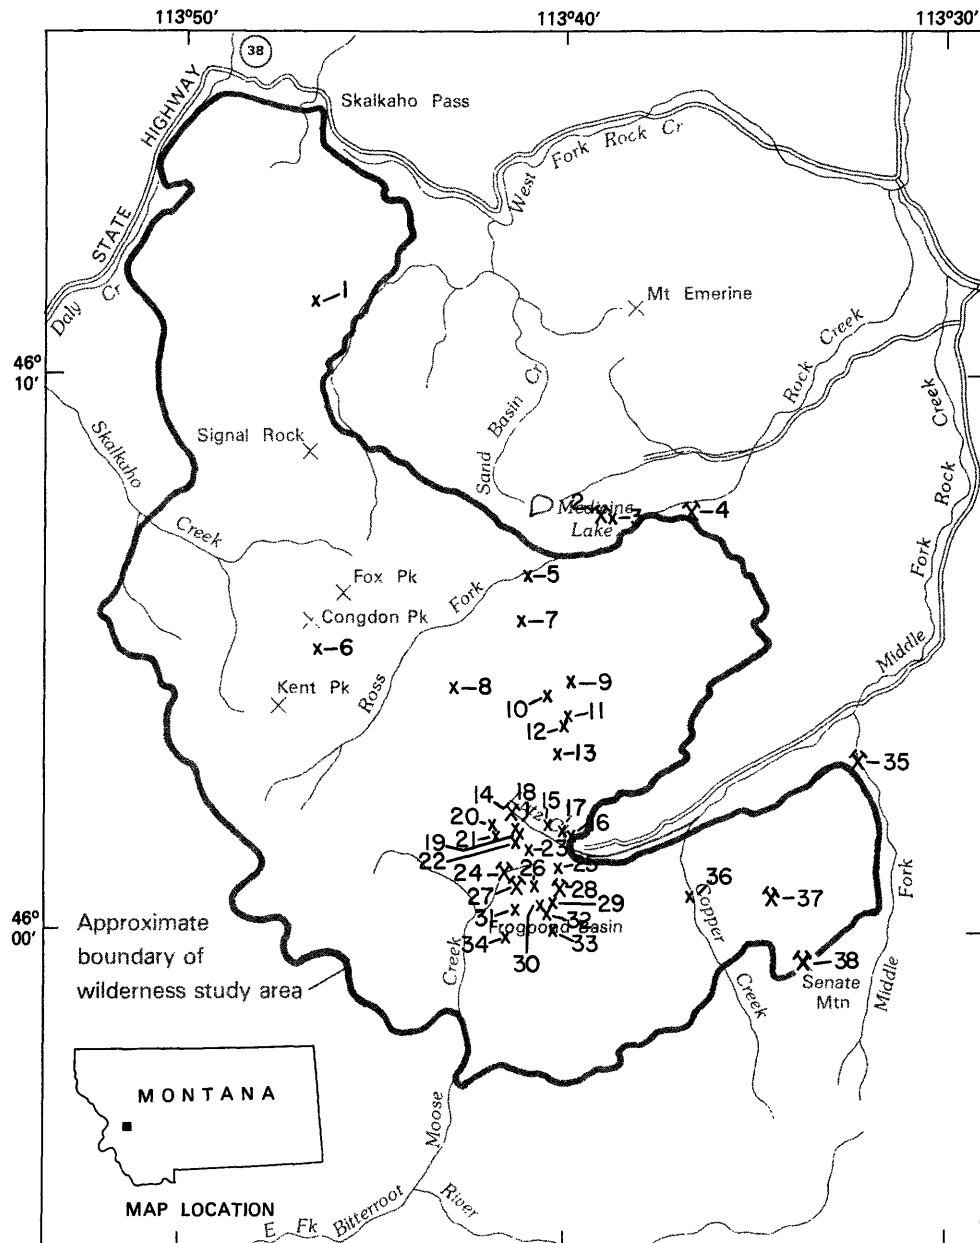 113°50' 113°40' 113°30'
38
STATE HIGHWAY
Skalkaho Pass
West Fork Rock Cr
Daly Cr
1
Mt Emerine
46°
10'
Sand Basin Cr
Rock Creek
Middle Fork Rock Creek
Signal Rock
Skalkaho Creek
2
Medicine
Lake
3
4
5
Fox Pk
Congdon Pk
6
7
Kent Pk
Ross Fork
8
9
10
11
12
13
14
18
15
17
16
20
21
19
22
23
24
26
25
27
28
29
31
32
Frogpond Basin
34
30
33
35
36
37
38
Copper Creek
Senate
Mtn
Middle Fork
46°
00'
Approximate
boundary of
wilderness study area
Moose Creek
MONTANA
MAP LOCATION
E Fk Bitterroot River